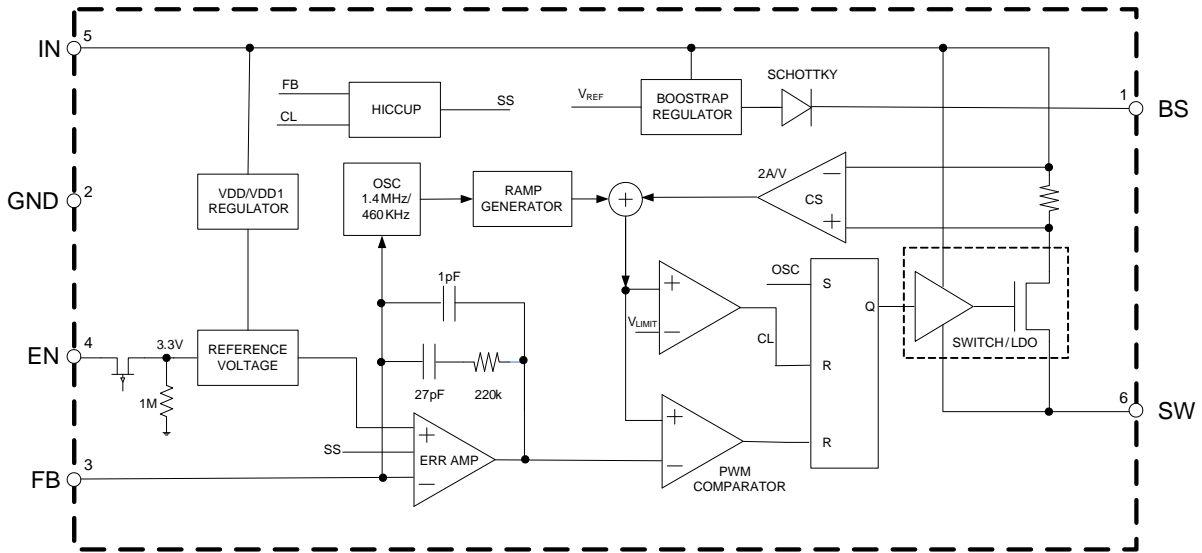 IN
5
SCHOTTKY
FB
CL
HICCUP
SS
VREF
BOOSTRAP
REGULATOR
1
BS
GND
2
VDD/VDD1
REGULATOR
OSC
1.4MHz/
460KHz
RAMP
GENERATOR
+
2A/V
−
CS
+
1pF
OSC
S
Q
+
VLIMIT
−
CL
R
SWITCH/LDO
EN
4
3.3V
REFERENCE
VOLTAGE
1M
27pF
220k
6
SW
+
SS
ERR AMP
−
+
−
R
PWM
COMPARATOR
FB
3